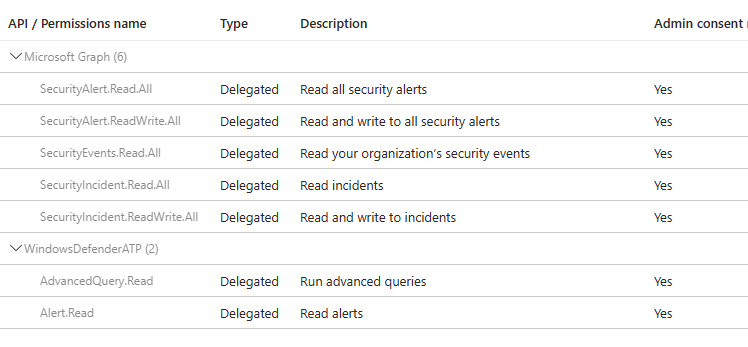 API / Permissions name Type Description Admin consent
Microsoft Graph (6)
SecurityAlert.Read.All Delegated Read all security alerts Yes
SecurityAlert.ReadWrite.All Delegated Read and write to all security alerts Yes
SecurityEvents.Read.All Delegated Read your organization’s security events Yes
SecurityIncident.Read.All Delegated Read incidents Yes
SecurityIncident.ReadWrite.All Delegated Read and write to incidents Yes
WindowsDefenderATP (2)
AdvancedQuery.Read Delegated Run advanced queries Yes
Alert.Read Delegated Read alerts Yes